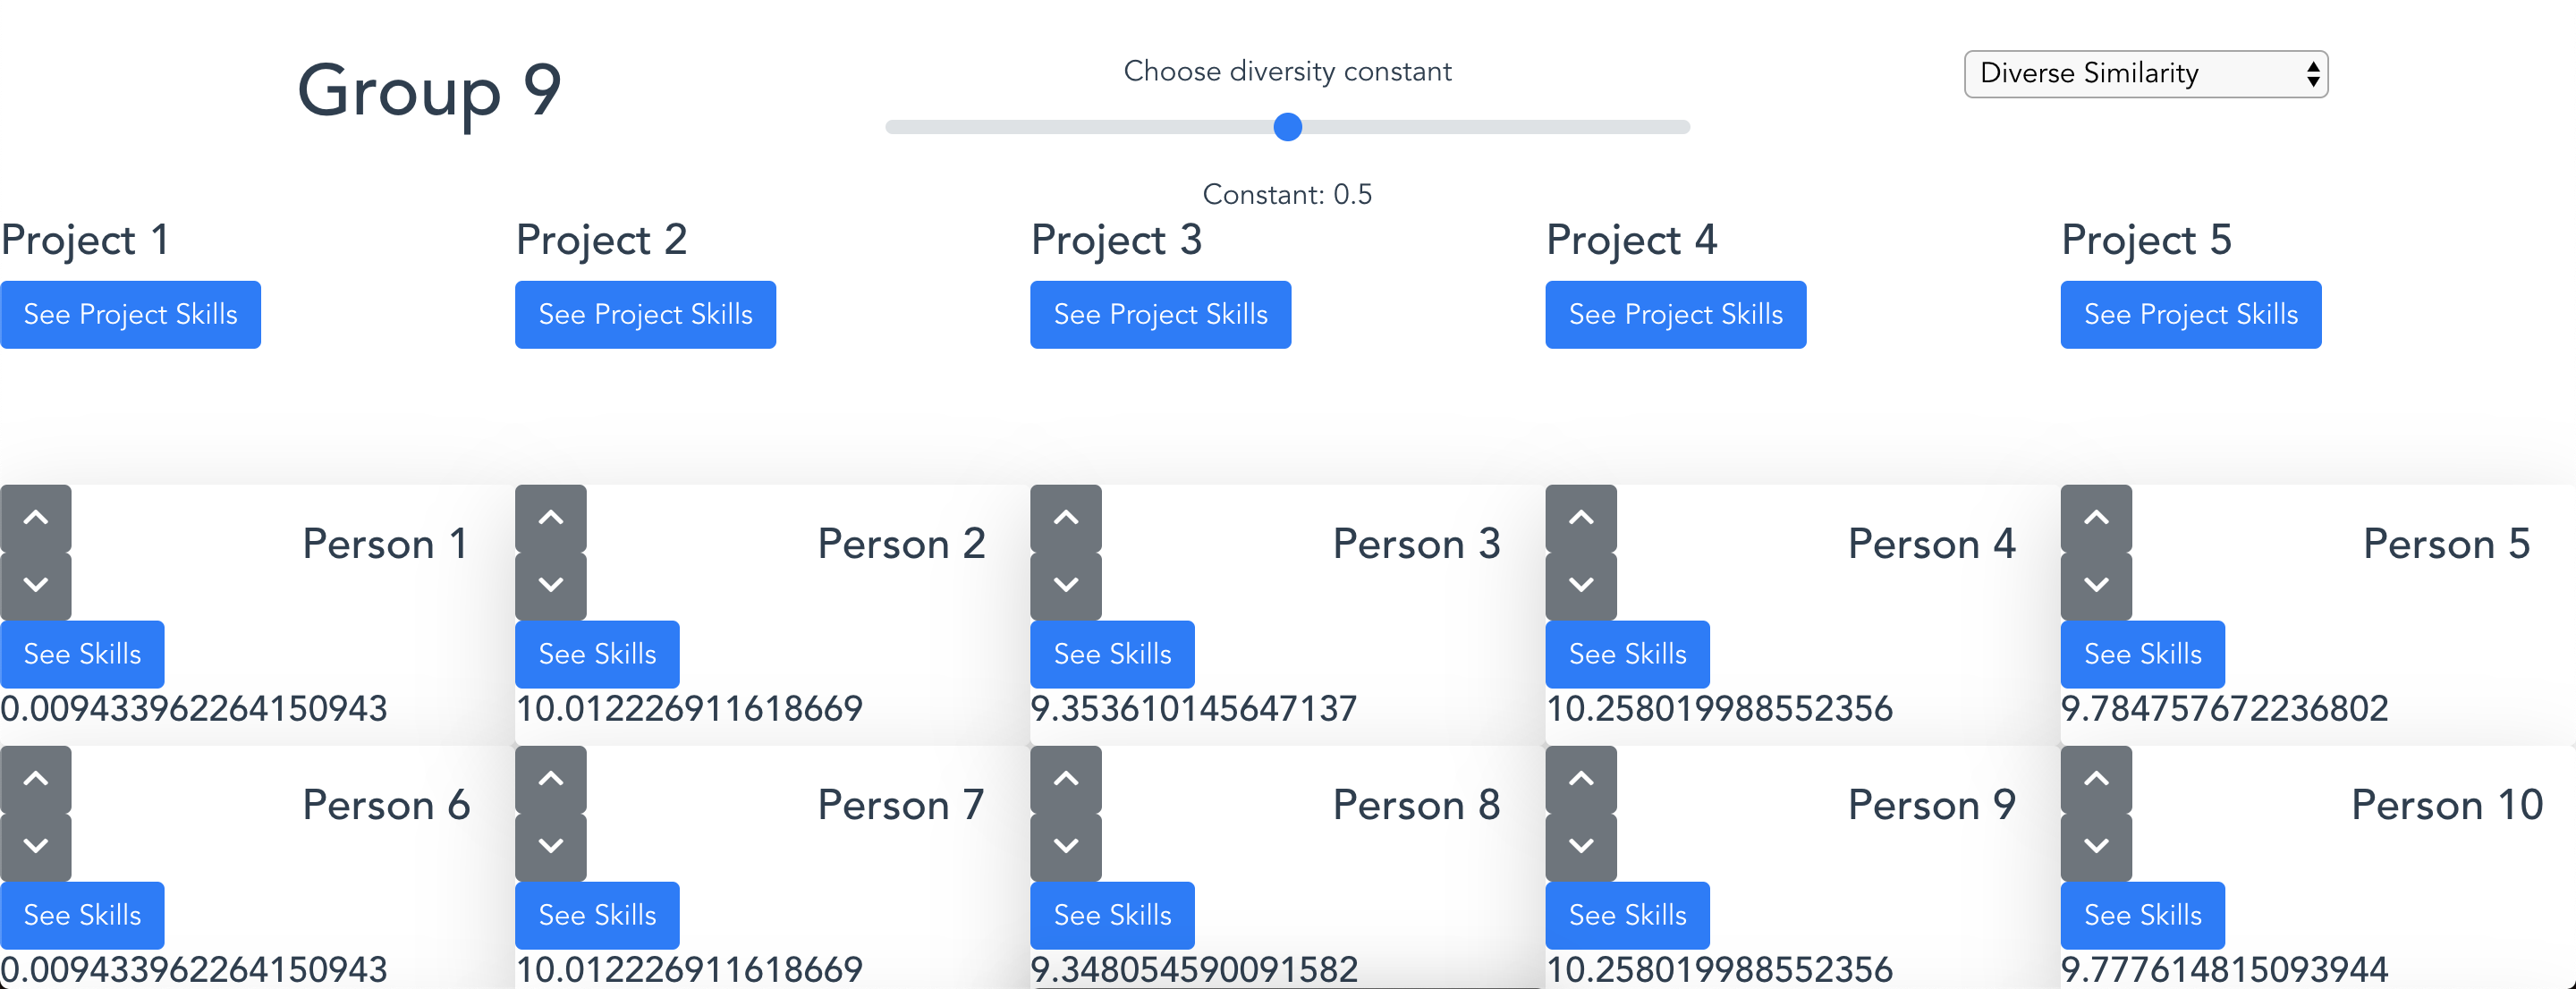 Group 9
Choose diversity constant
Diverse Similarity
Constant: 0.5
Project 1
Project 2
Project 3
Project 4
Project 5
See Project Skills
See Project Skills
See Project Skills
See Project Skills
See Project Skills
Person 1
Person 2
Person 3
Person 4
Person 5
See Skills
See Skills
See Skills
See Skills
See Skills
0.009433962264150943
10.012226911618669
9.353610145647137
10.258019988552356
9.784757672236802
Person 6
Person 7
Person 8
Person 9
Person 10
See Skills
See Skills
See Skills
See Skills
See Skills
0.009433962264150943
10.012226911618669
9.348054590091582
10.258019988552356
9.777614815093944